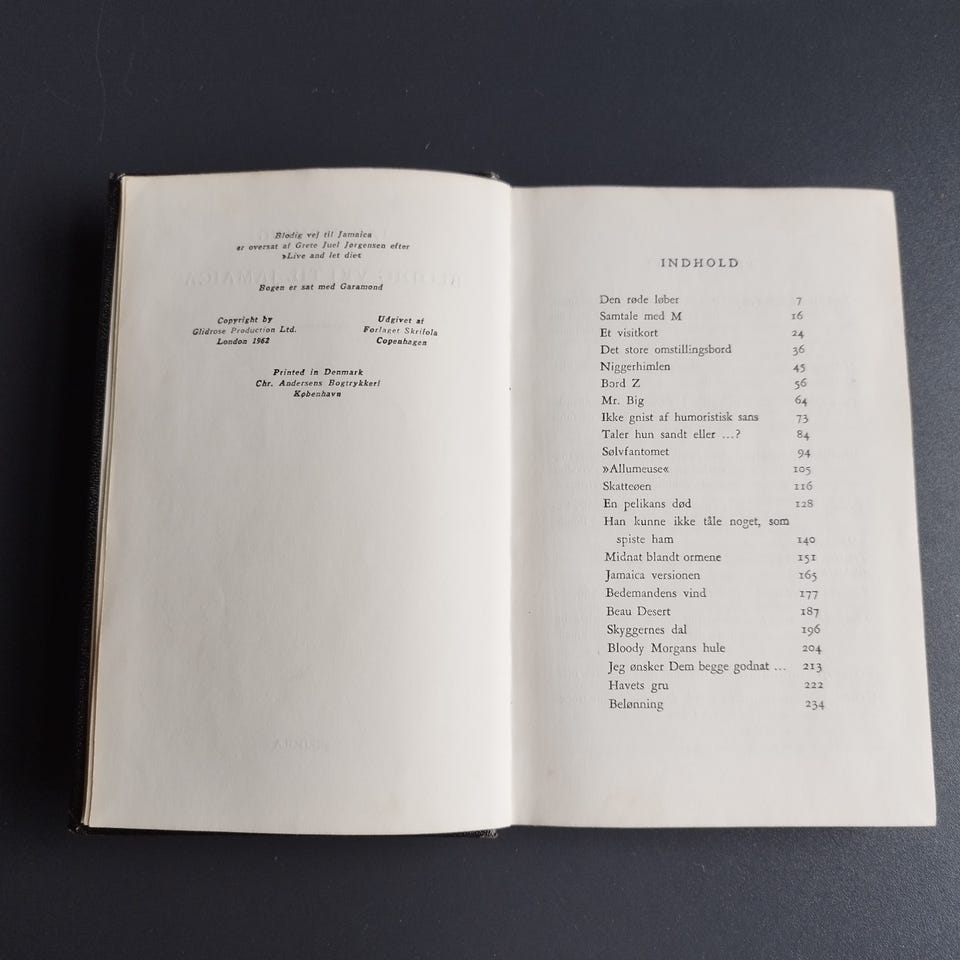 Blodig vej til Jamaica
er oversat af Grete Juel Jørgensen efter
»Live and let die«
Bogen er sat med Garamond
Copyright by
Glidrose Production Ltd.
London 1962
Udgivet af
Forlaget Skrifola
Copenhagen
Printed in Denmark
Chr. Andersens Bogtrykkeri
København
INDHOLD
Den røde løber 7
Samtale med M 16
Et visitkort 24
Det store omstillingsbord 36
Niggerhimlen 45
Bord Z 56
Mr. Big 64
Ikke gnist af humoristisk sans 73
Taler hun sandt eller ...? 84
Sølvfantomet 94
»Allumeuse« 105
Skatteøen 116
En pelikans død 128
Han kunne ikke tåle noget, som
spiste ham 140
Midnat blandt ormene 151
Jamaica versionen 165
Bedemandens vind 177
Beau Desert 187
Skyggernes dal 196
Bloody Morgans hule 204
Jeg ønsker Dem begge godnat ... 213
Havets gru 222
Belønning 234